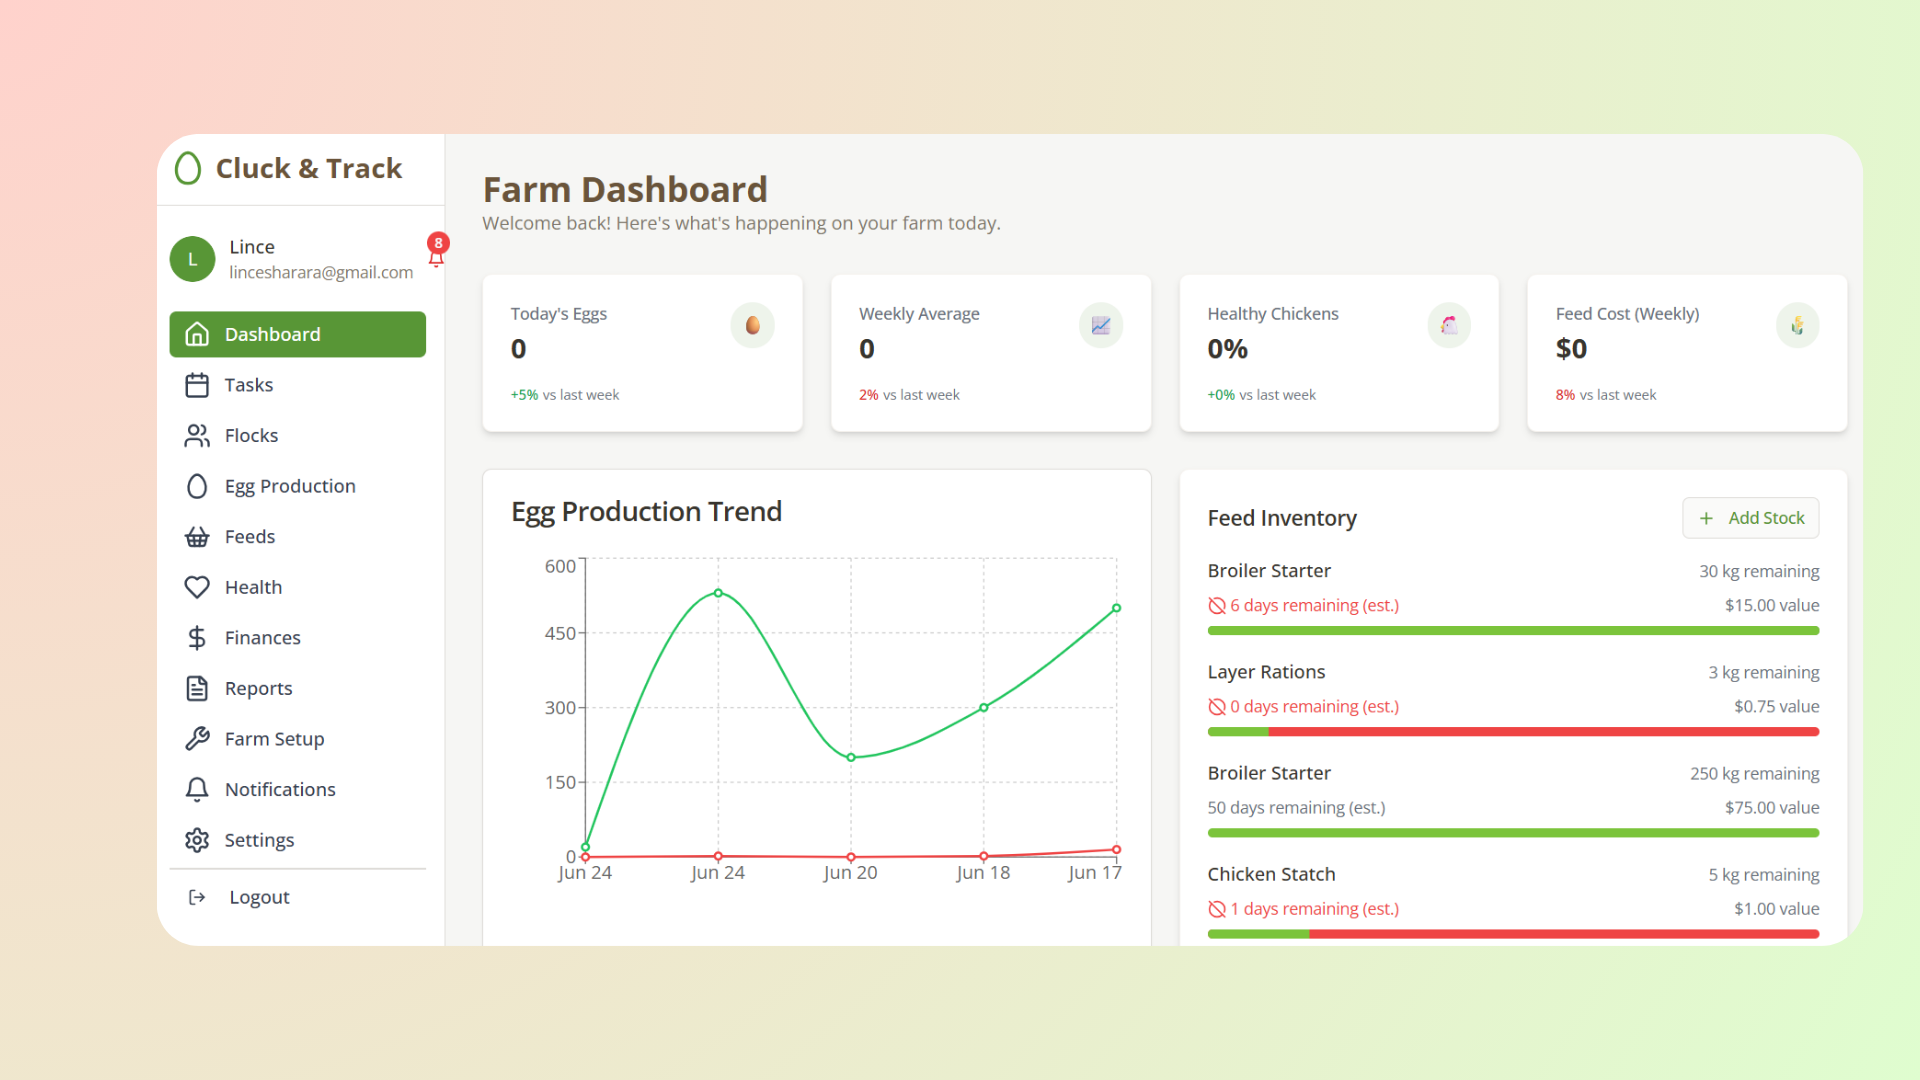 Cluck & Track
Lince
8
L
lincesharara@gmail.com
Dashboard
Tasks
Flocks
Egg Production
Feeds
Health
Finances
Reports
Farm Setup
Notifications
Settings
Logout
Farm Dashboard
Welcome back! Here's what's happening on your farm today.
Today's Eggs
0
+5% vs last week
Weekly Average
0
2% vs last week
Healthy Chickens
0%
+0% vs last week
Feed Cost (Weekly)
$0
8% vs last week
Egg Production Trend
600
450
300
150
0
Jun 24 Jun 24 Jun 20 Jun 18 Jun 17
Feed Inventory
+ Add Stock
Broiler Starter 30 kg remaining
6 days remaining (est.) $15.00 value
Layer Rations 3 kg remaining
0 days remaining (est.) $0.75 value
Broiler Starter 250 kg remaining
50 days remaining (est.) $75.00 value
Chicken Statch 5 kg remaining
1 days remaining (est.) $1.00 value